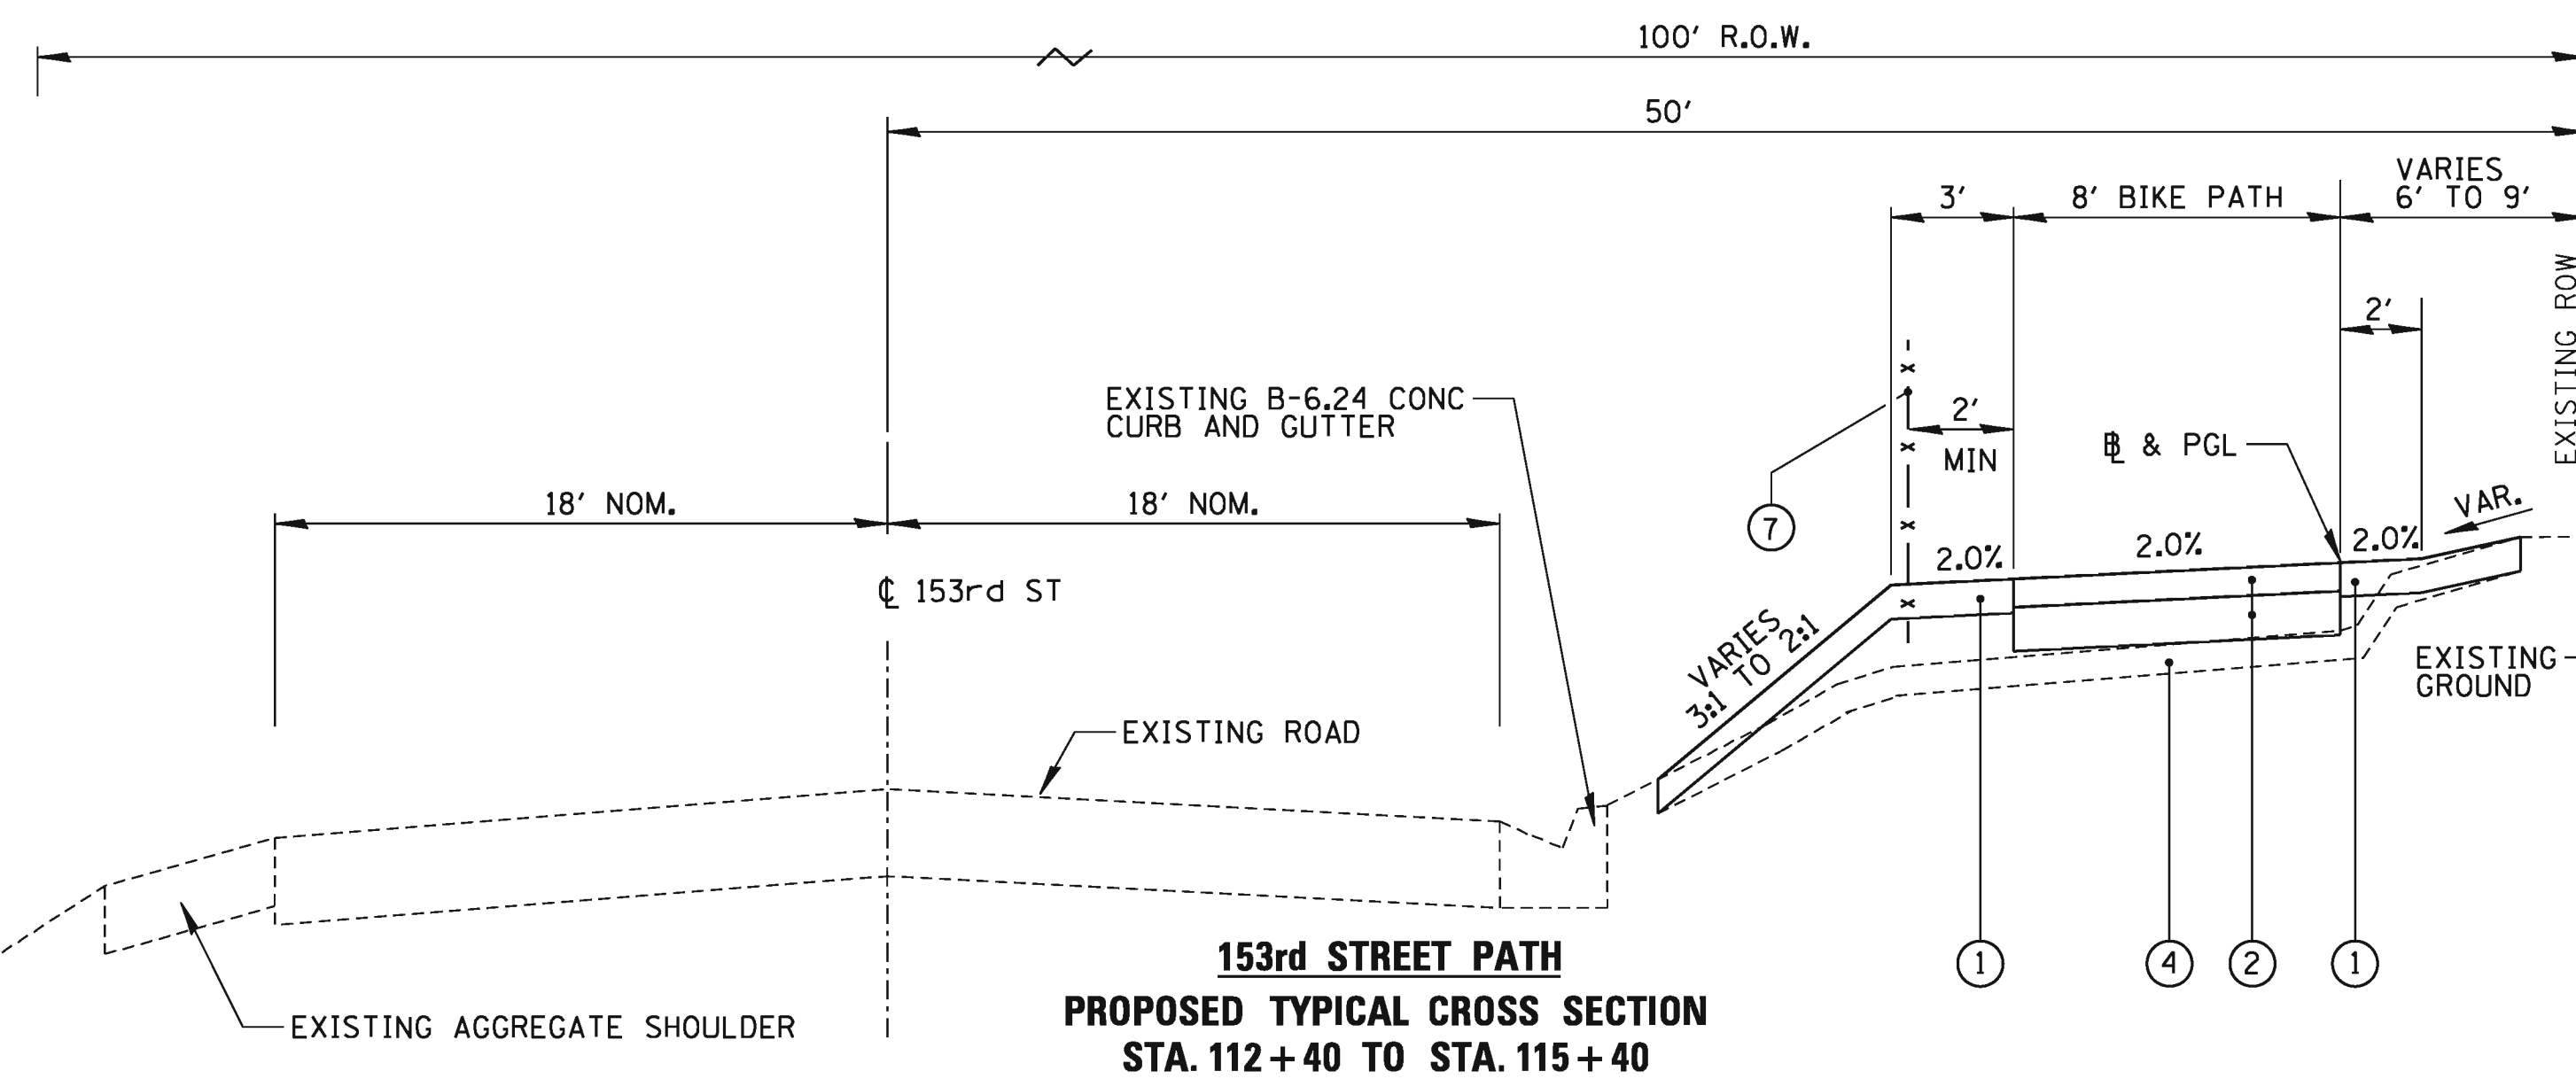 100' R.O.W.
50'
VARIES
6' TO 9'
3'
8' BIKE PATH
EXISTING ROW
2'
EXISTING B-6.24 CONC
CURB AND GUTTER
2'
MIN
BL & PGL
18' NOM.
18' NOM.
7
VAR.
2.0%
2.0%
2.0%
CL 153rd ST
VARIES
3:1 TO 2:1
EXISTING
GROUND
EXISTING ROAD
1
4
2
1
EXISTING AGGREGATE SHOULDER
153rd STREET PATH
PROPOSED TYPICAL CROSS SECTION
STA. 112+40 TO STA. 115+40